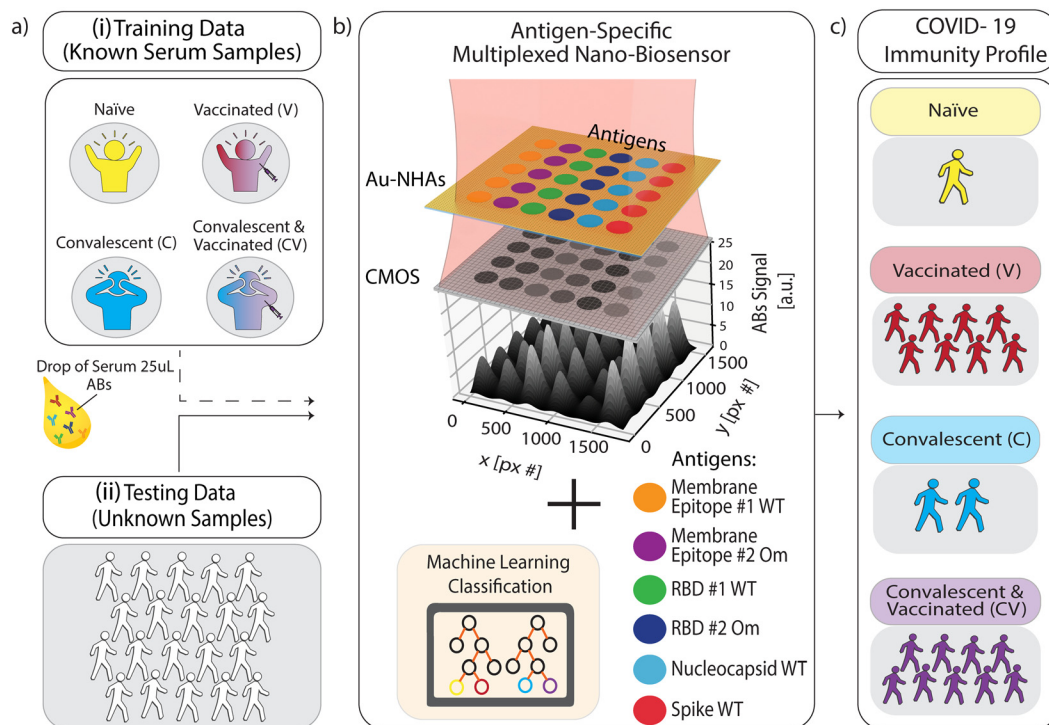 a)
(i) Training Data
(Known Serum Samples)
Naïve
Vaccinated (V)
Convalescent (C)
Convalescent &
Vaccinated (CV)
Drop of Serum 25uL
ABs
(ii) Testing Data
(Unknown Samples)
b)
Antigen-Specific
Multiplexed Nano-Biosensor
Antigens
Au-NHAs
CMOS
25
20
15
10
5
0
ABs Signal
[a.u.]
0
500
1000
1500
x [px #]
0
500
1000
1500
y [px #]
Antigens:
Membrane
Epitope #1 WT
Membrane
Epitope #2 Om
RBD #1 WT
RBD #2 Om
Nucleocapsid WT
Spike WT
Machine Learning
Classification
c)
COVID- 19
Immunity Profile
Naïve
Vaccinated (V)
Convalescent (C)
Convalescent &
Vaccinated (CV)